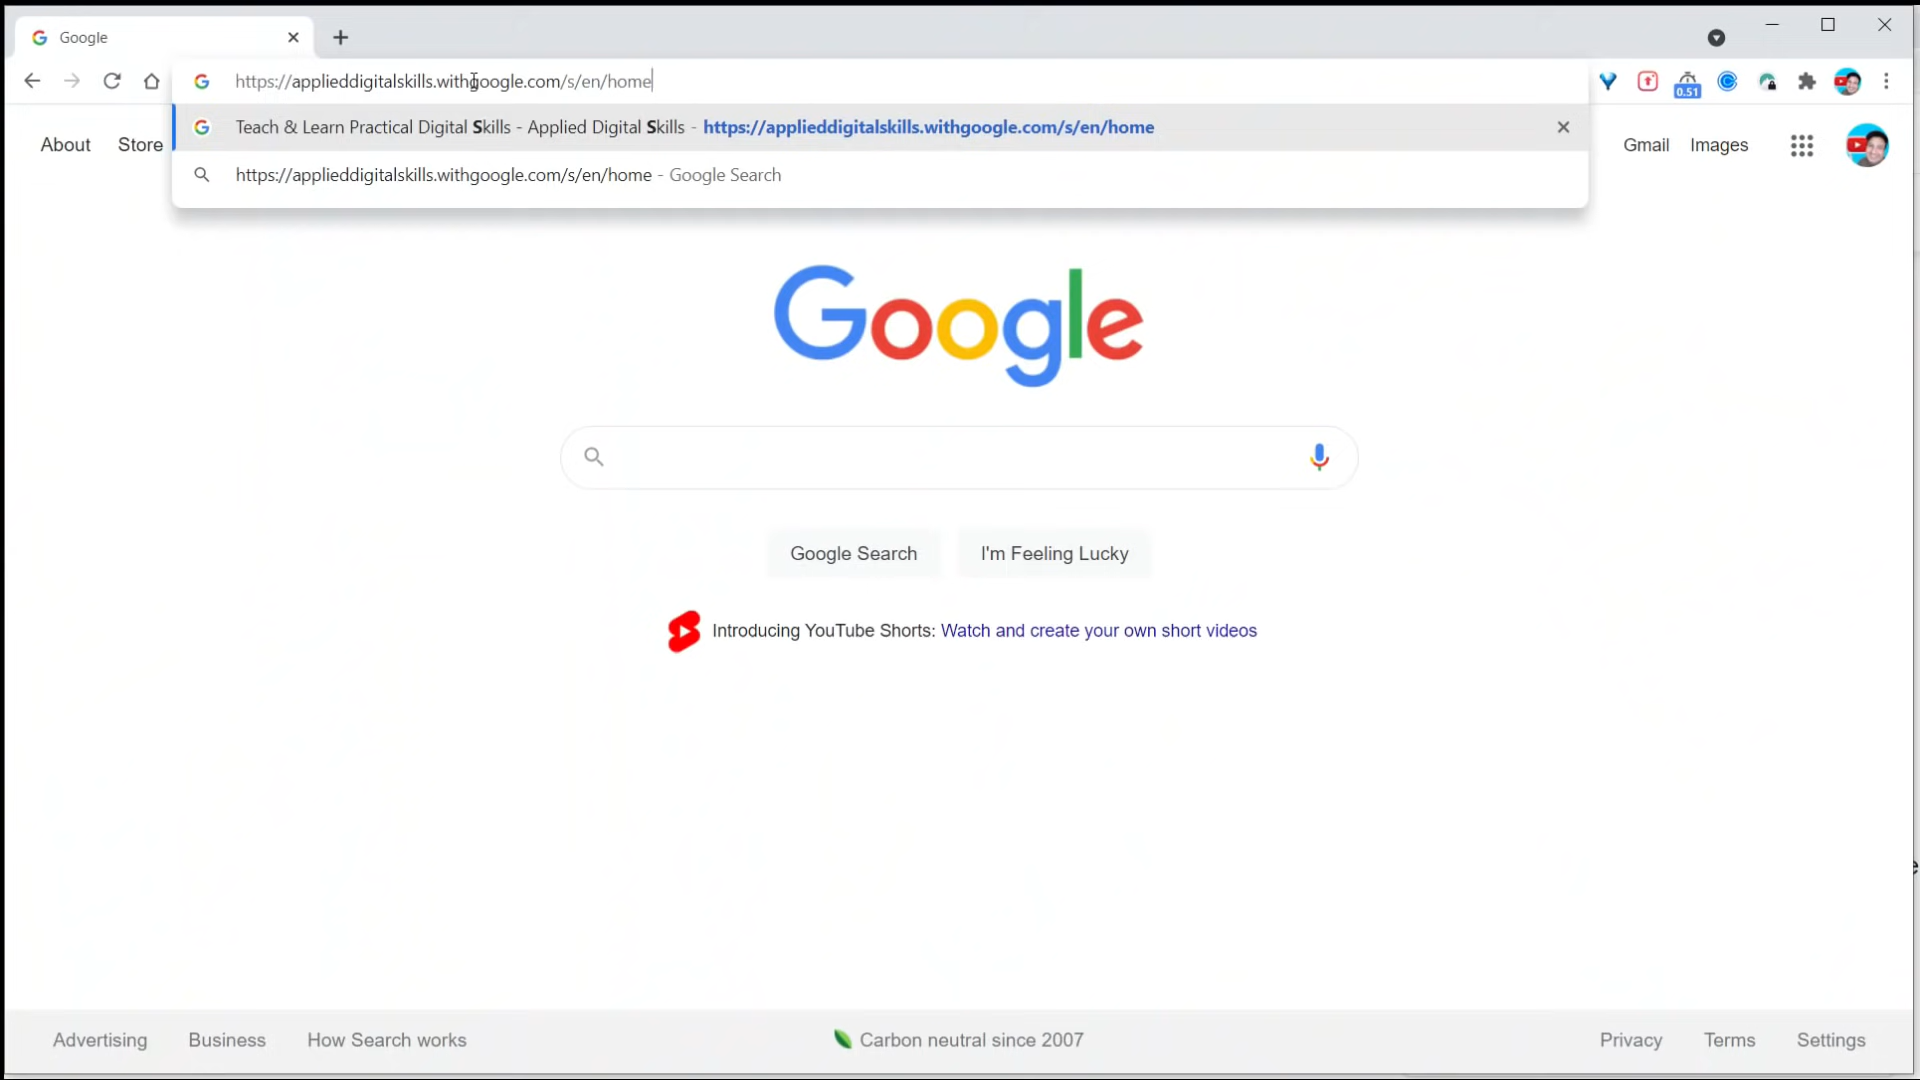 Google
https://applieddigitalskills.withgoogle.com/s/en/home
0.51
Teach & Learn Practical Digital Skills - Applied Digital Skills - https://applieddigitalskills.withgoogle.com/s/en/home
https://applieddigitalskills.withgoogle.com/s/en/home - Google Search
About Store Gmail Images
Google
Google Search I'm Feeling Lucky
Introducing YouTube Shorts: Watch and create your own short videos
Advertising Business How Search works Carbon neutral since 2007 Privacy Terms Settings